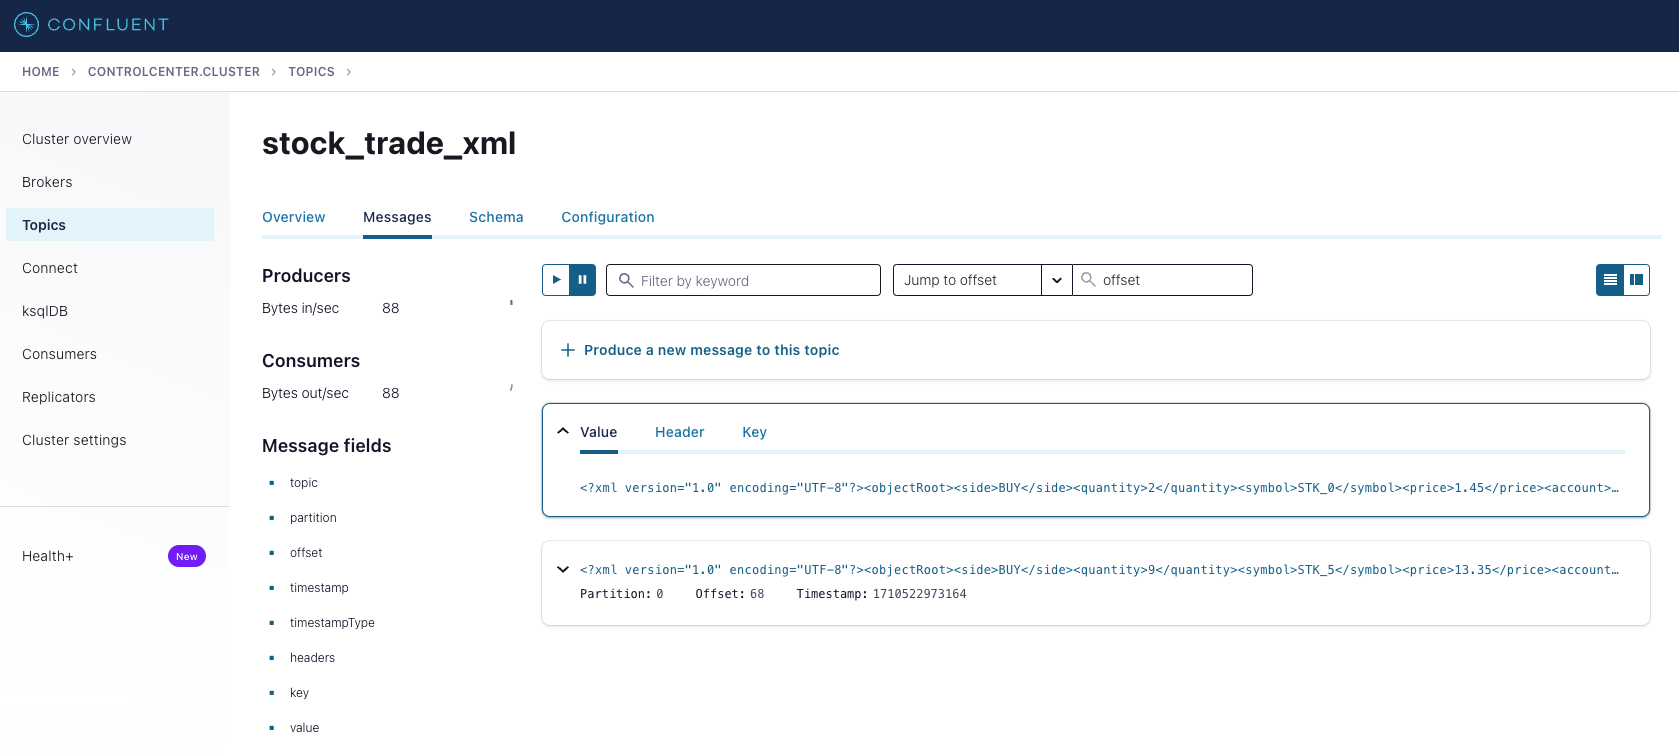 CONFLUENT
HOME > CONTROLCENTER.CLUSTER > TOPICS >
Cluster overview
Brokers
Topics
Connect
ksqlDB
Consumers
Replicators
Cluster settings
Health+ New
stock_trade_xml
Overview Messages Schema Configuration
Producers
Bytes in/sec 88
Consumers
Bytes out/sec 88
Message fields
topic
partition
offset
timestamp
timestampType
headers
key
value
Filter by keyword Jump to offset offset
+ Produce a new message to this topic
Value Header Key
<?xml version="1.0" encoding="UTF-8"?><objectRoot><side>BUY</side><quantity>2</quantity><symbol>STK_0</symbol><price>1.45</price><account>…
<?xml version="1.0" encoding="UTF-8"?><objectRoot><side>BUY</side><quantity>9</quantity><symbol>STK_5</symbol><price>13.35</price><account…
Partition: 0 Offset: 68 Timestamp: 1710522973164